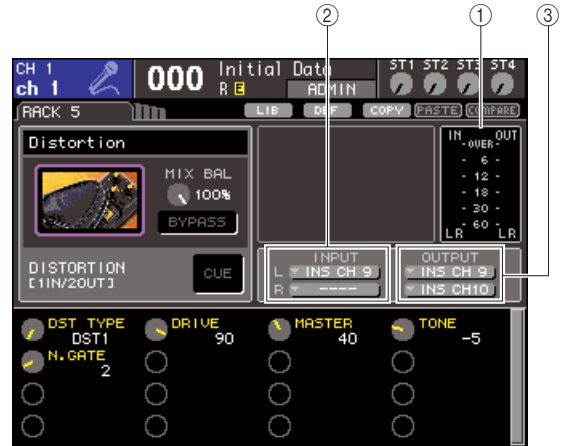 ② ① ③
CH 1 000 Initial Data ST1 ST2 ST3 ST4
ch 1 R E ADMIN
RACK 5 LIB DEF COPY PASTE COMPARE
Distortion
MIX BAL
100%
BYPASS
DISTORTION
[1IN/2OUT]
CUE
IN OUT
-OVER-
- 6 -
- 12 -
- 18 -
- 30 -
- 60 -
LR LR
INPUT
L INS CH 9
R ----
OUTPUT
INS CH 9
INS CH10
DST TYPE DRIVE MASTER TONE
DST1 90 40 -5
N.GATE
2